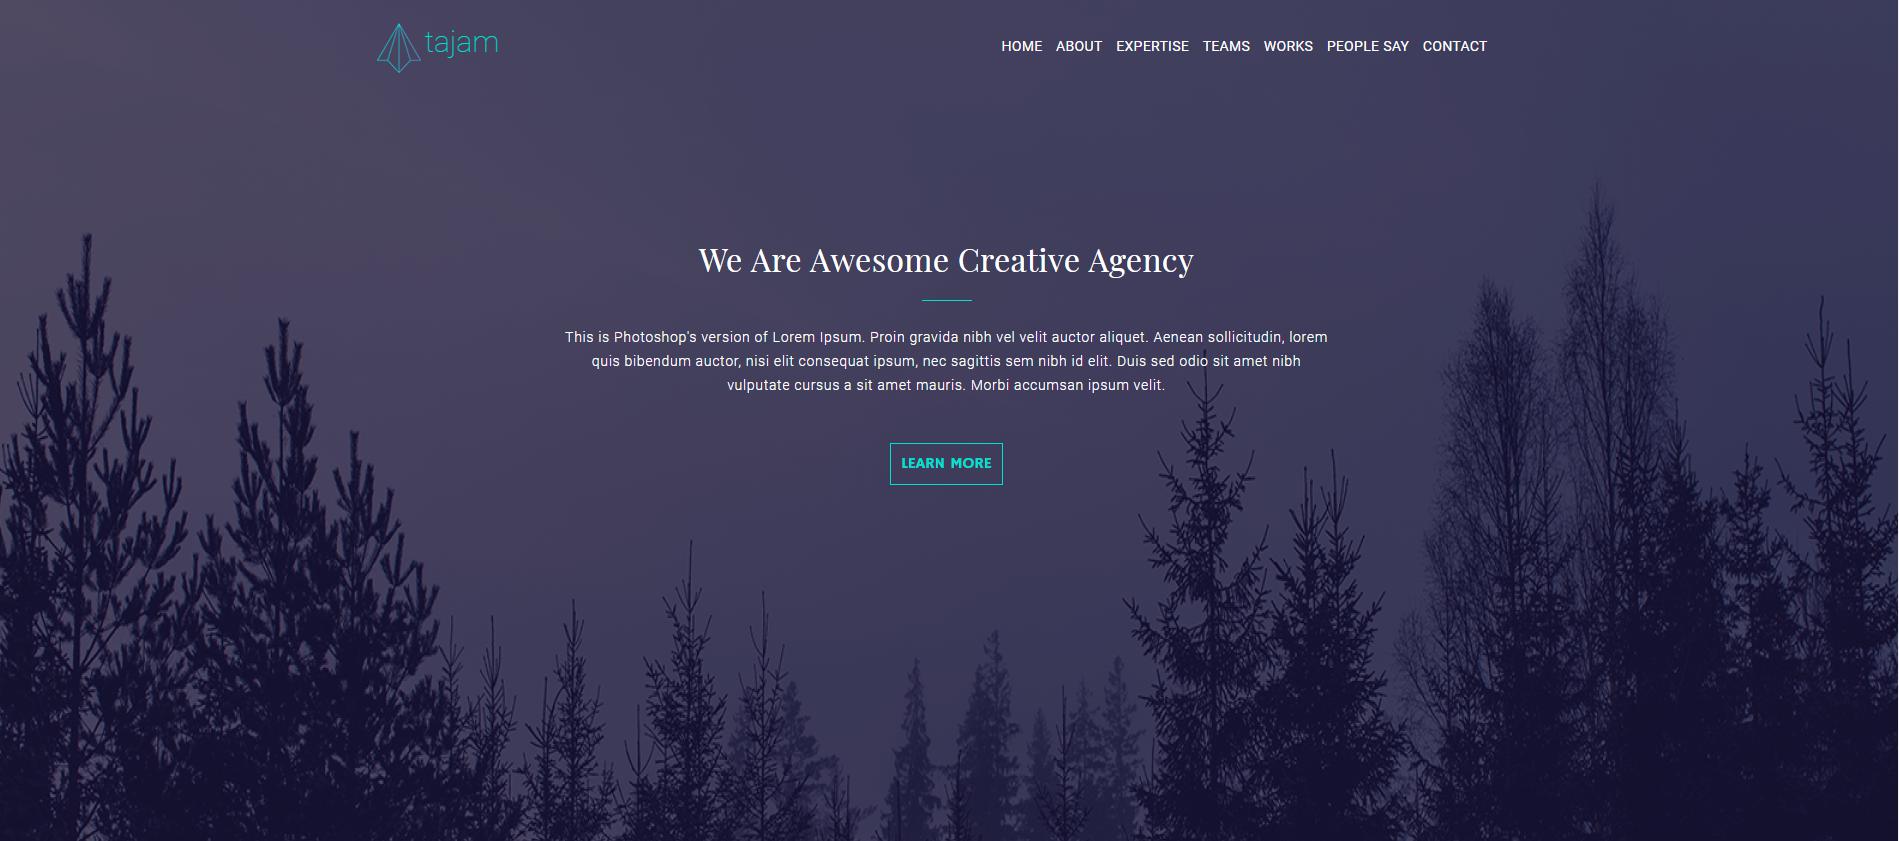 tajam
HOME ABOUT EXPERTISE TEAMS WORKS PEOPLE SAY CONTACT
We Are Awesome Creative Agency
This is Photoshop's version of Lorem Ipsum. Proin gravida nibh vel velit auctor aliquet. Aenean sollicitudin, lorem
quis bibendum auctor, nisi elit consequat ipsum, nec sagittis sem nibh id elit. Duis sed odio sit amet nibh
vulputate cursus a sit amet mauris. Morbi accumsan ipsum velit.
LEARN MORE